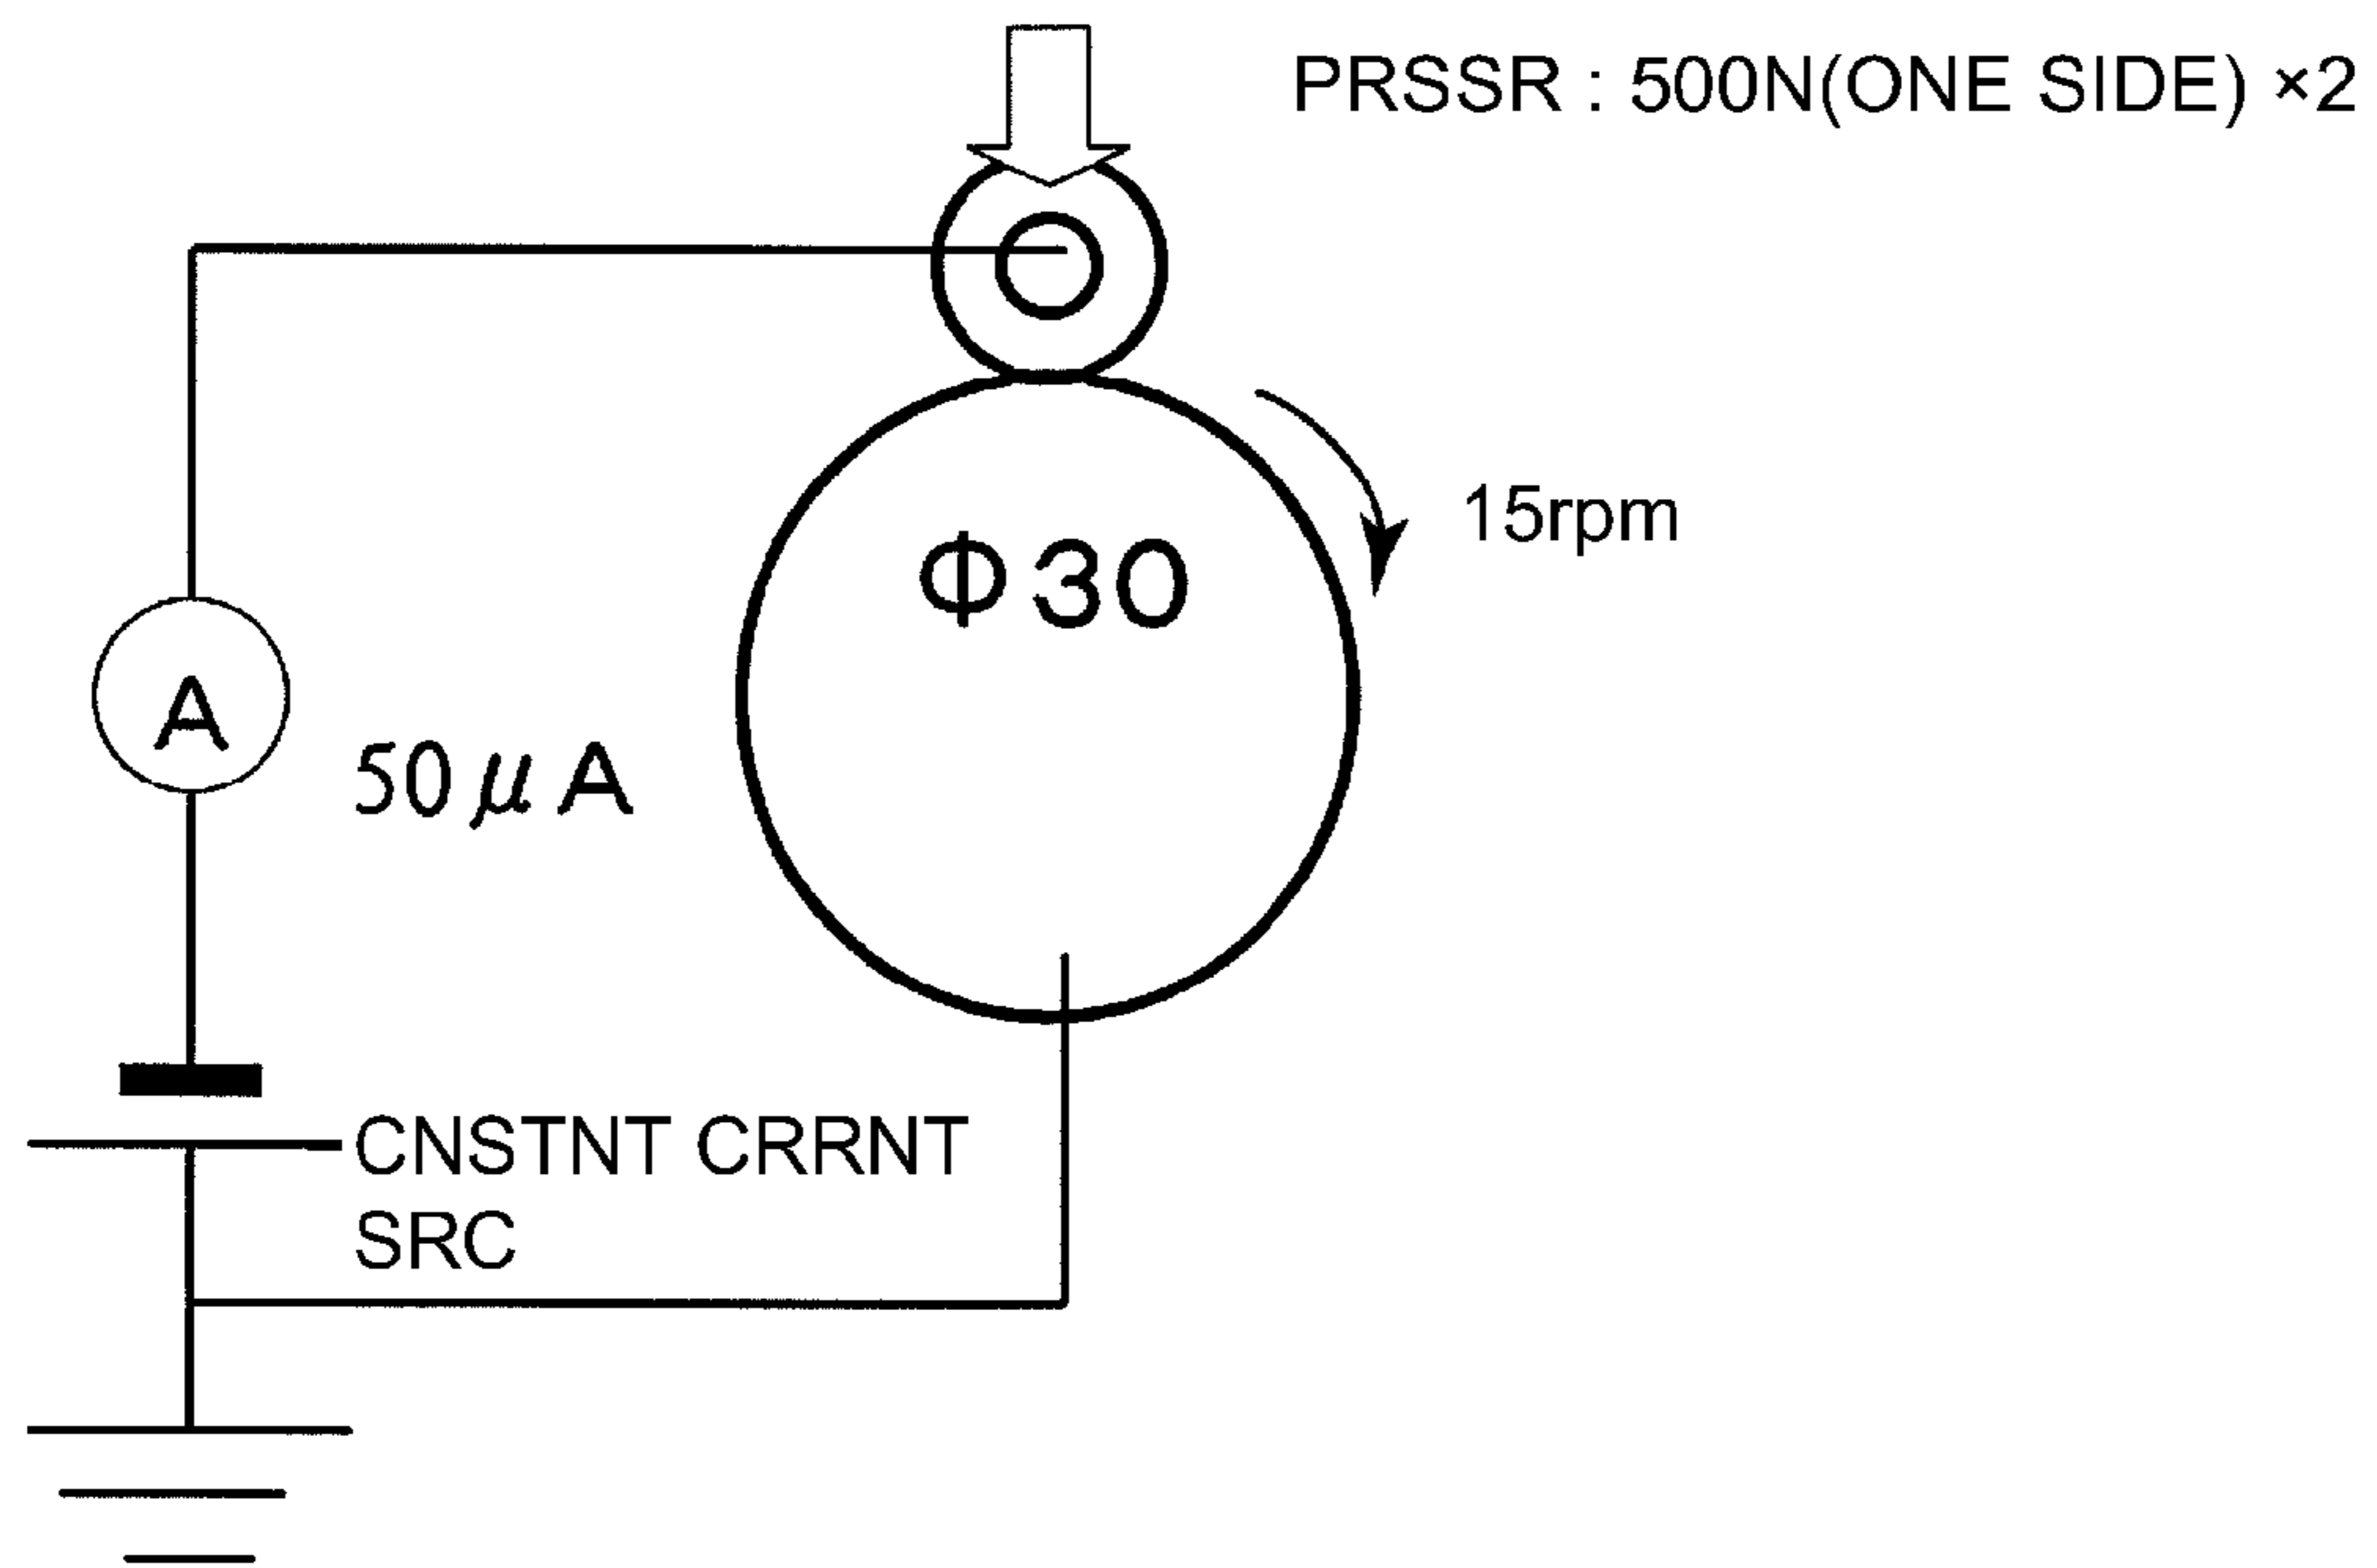 PRSSR : 500N(ONE SIDE) ×2
15rpm
Φ30
A
50μA
CNSTNT CRRNT
SRC